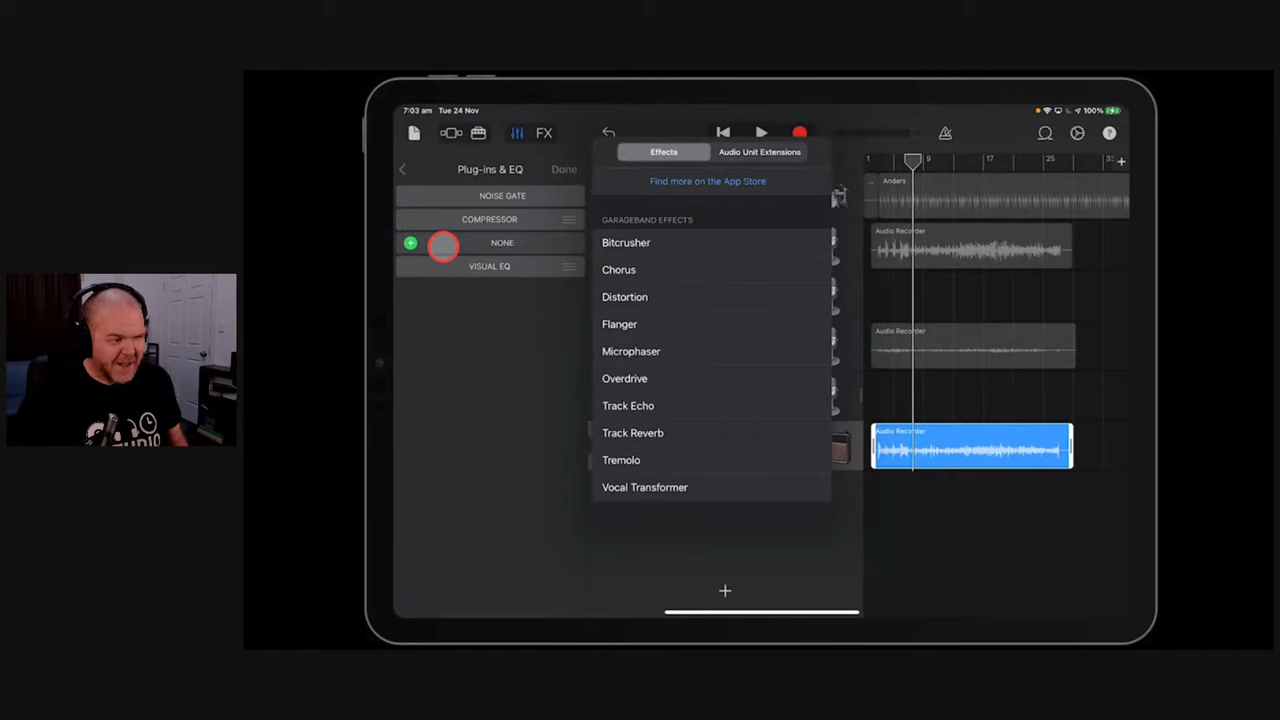 7:03 am Tue 24 Nov
100%
FX
Plug-ins & EQ
Done
NOISE GATE
COMPRESSOR
NONE
VISUAL EQ
Effects
Audio Unit Extensions
Find more on the App Store
GARAGEBAND EFFECTS
Bitcrusher
Chorus
Distortion
Flanger
Microphaser
Overdrive
Track Echo
Track Reverb
Tremolo
Vocal Transformer
1 9 17 25
Anders
Audio Recorder
Audio Recorder
Audio Recorder